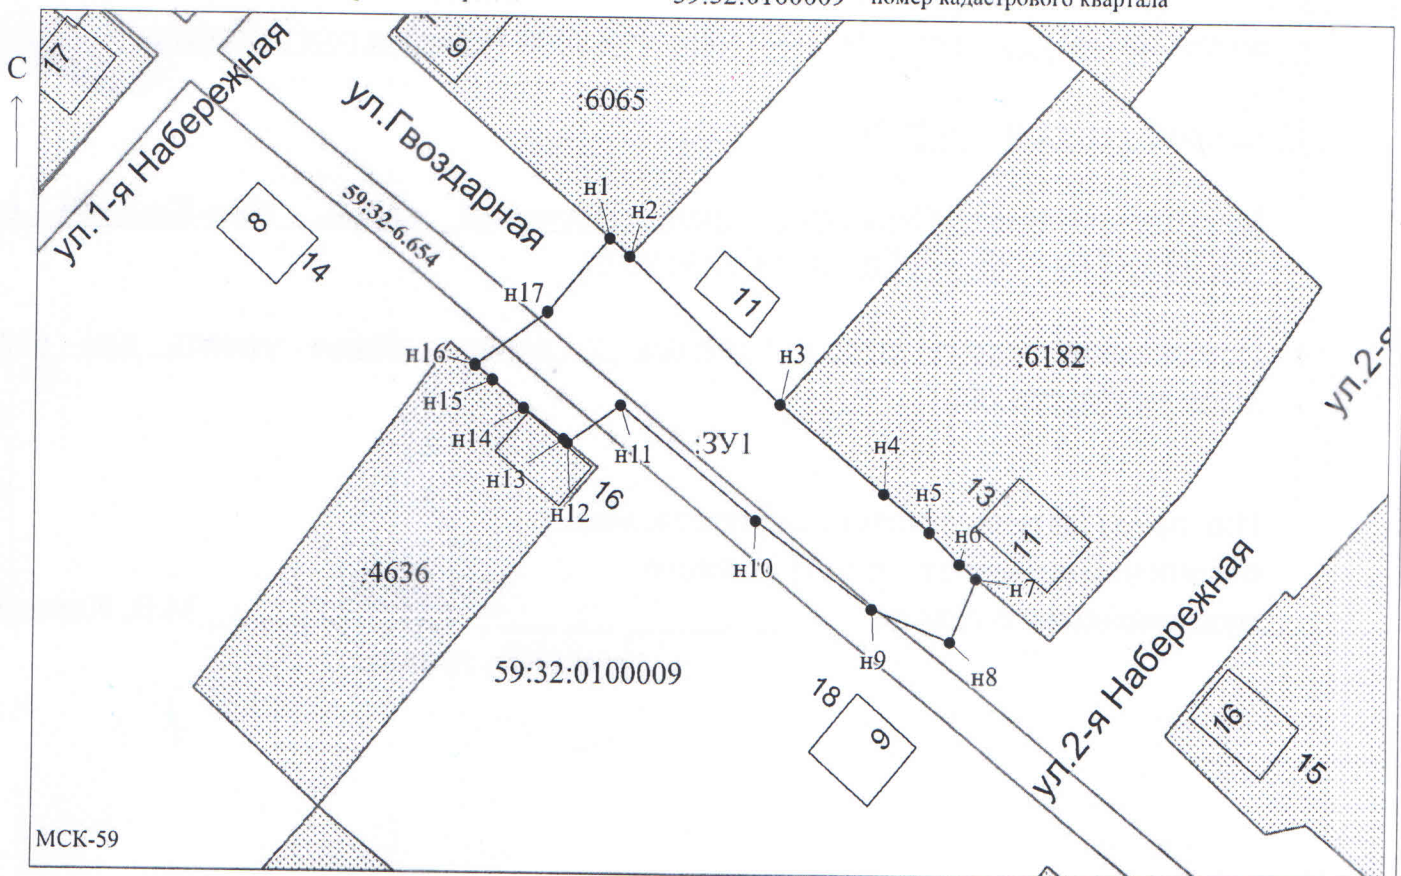 59:32:0100009 номер кадастрового квартала
С
17
9
:6065
ул.1-я Набережная
ул.Гвоздарная
59:32-6.654
8
14
н1
н2
11
н17
н3
:6182
ул.2-я
н16
н15
н14
н13
н12
16
н11
:ЗУ1
н4
н5
13
11
н6
н7
:4636
н10
59:32:0100009
н9
н8
18
9
ул.2-я Набережная
16
15
МСК-59